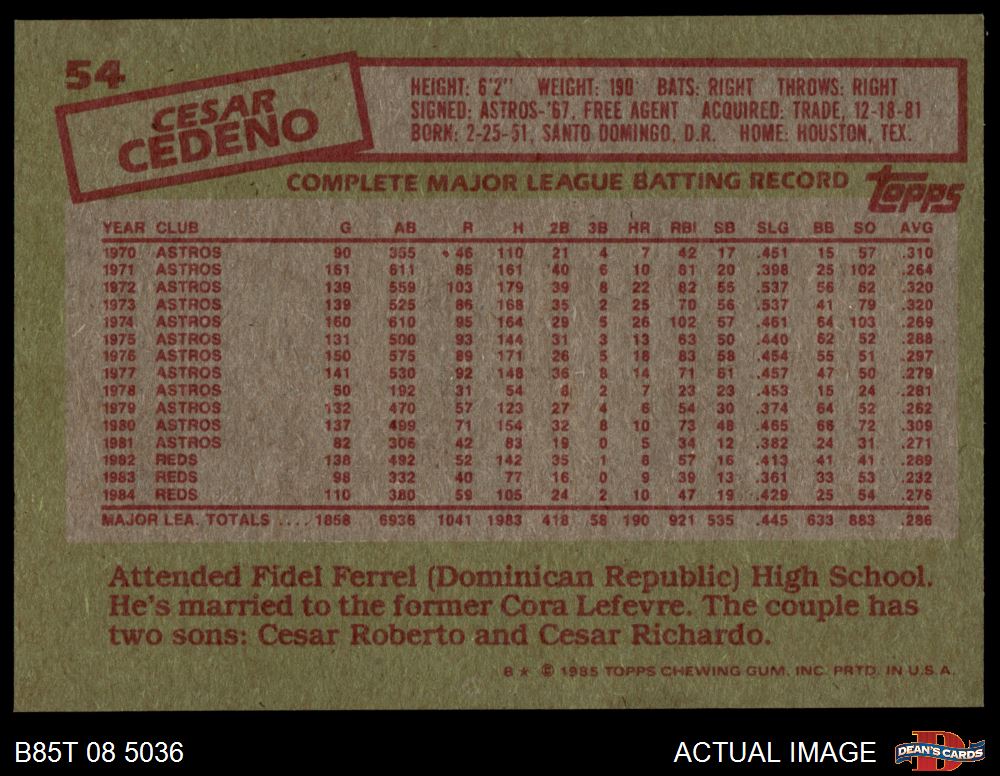 54
CESAR
CEDENO
HEIGHT: 6'2" WEIGHT: 190 BATS: RIGHT THROWS: RIGHT
SIGNED: ASTROS-'67, FREE AGENT ACQUIRED: TRADE, 12-18-81
BORN: 2-25-51, SANTO DOMINGO, D.R. HOME: HOUSTON, TEX.
COMPLETE MAJOR LEAGUE BATTING RECORD
topps
YEAR CLUB G AB R H 2B 3B HR RBI SB SLG BB SO AVG
1970 ASTROS 90 355 46 110 21 4 7 42 17 .451 15 57 .310
1971 ASTROS 161 611 85 161 40 6 10 81 20 .398 25 102 .264
1972 ASTROS 139 559 103 179 39 8 22 82 55 .537 56 62 .320
1973 ASTROS 139 525 86 168 35 2 25 70 56 .537 41 79 .320
1974 ASTROS 160 610 95 164 29 5 26 102 57 .461 64 103 .269
1975 ASTROS 131 500 93 144 31 3 13 63 50 .440 62 52 .288
1976 ASTROS 150 575 89 171 26 5 18 83 58 .454 55 51 .297
1977 ASTROS 141 530 92 148 36 8 14 71 61 .457 47 50 .279
1978 ASTROS 50 192 31 54 8 2 7 23 23 .453 15 24 .281
1979 ASTROS 132 470 57 123 27 4 6 54 30 .374 64 52 .262
1980 ASTROS 137 499 71 154 32 8 10 73 48 .465 66 72 .309
1981 ASTROS 82 306 42 83 19 0 5 34 12 .382 24 31 .271
1982 REDS 138 492 52 142 35 1 8 57 16 .413 41 41 .289
1983 REDS 98 332 40 77 16 0 9 39 13 .361 33 53 .232
1984 REDS 110 380 59 105 24 2 10 47 19 .429 25 54 .276
MAJOR LEA. TOTALS .... 1858 6936 1041 1983 418 58 190 921 535 .445 633 883 .286
Attended Fidel Ferrel (Dominican Republic) High School.
He's married to the former Cora Lefevre. The couple has
two sons: Cesar Roberto and Cesar Richardo.
B★ © 1985 TOPPS CHEWING GUM, INC. PRTD. IN U.S.A.
B85T 08 5036
ACTUAL IMAGE
DEAN'S CARDS